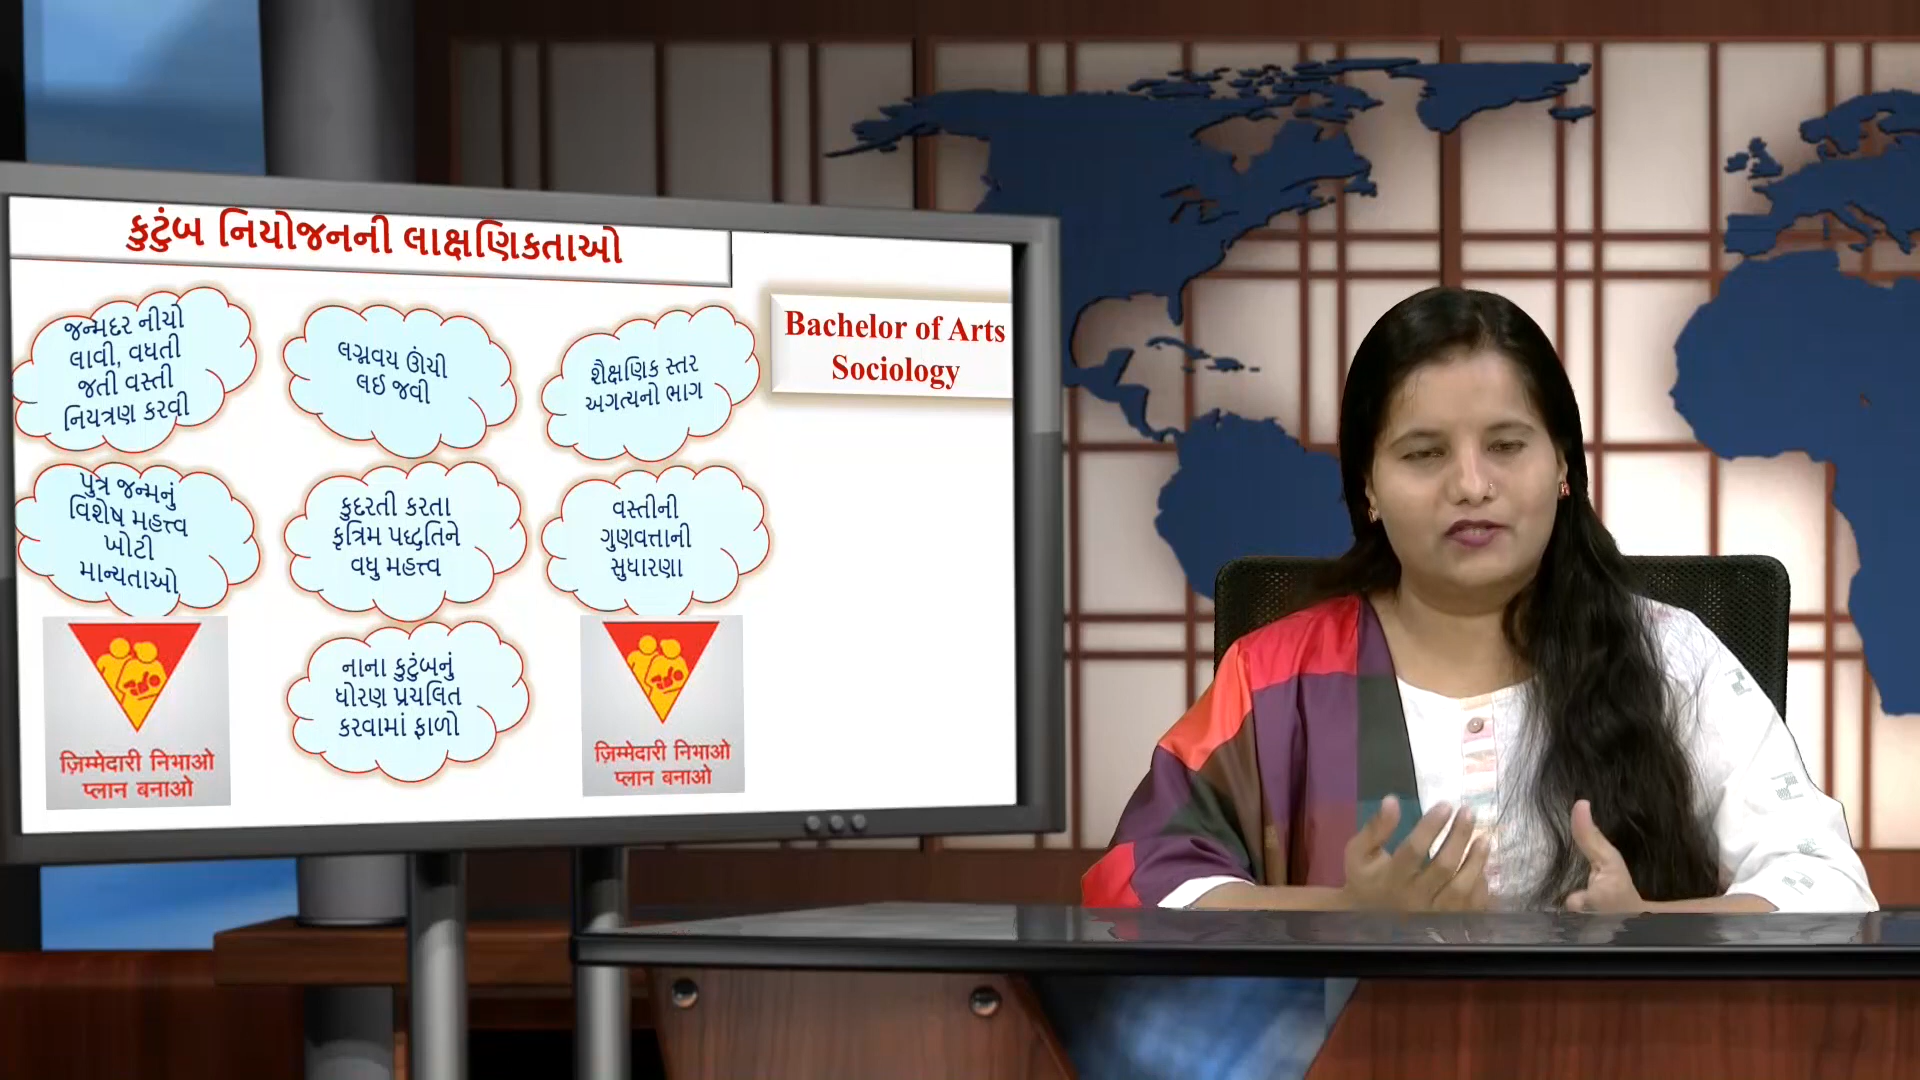 કુટુંબ નિયોજનની લાક્ષણિકતાઓ
Bachelor of Arts
Sociology
જન્મદર નીચો
લાવી, વધતી
જતી વસ્તી
નિયત્રણ કરવી
લગ્નવય ઊંચી
લઈ જવી
શૈક્ષણિક સ્તર
અગત્યનો ભાગ
પુત્ર જન્મનું
વિશેષ મહત્ત્વ
ખોટી
માન્યતાઓ
કુદરતી કરતા
કૃત્રિમ પધ્ધતિને
વધુ મહત્ત્વ
વસ્તીની
ગુણવત્તાની
સુધારણા
ज़िम्मेदारी निभाओ
प्लान बनाओ
નાના કુટુંબનું
ધોરણ પ્રચલિત
કરવામાં ફાળો
ज़िम्मेदारी निभाओ
प्लान बनाओ